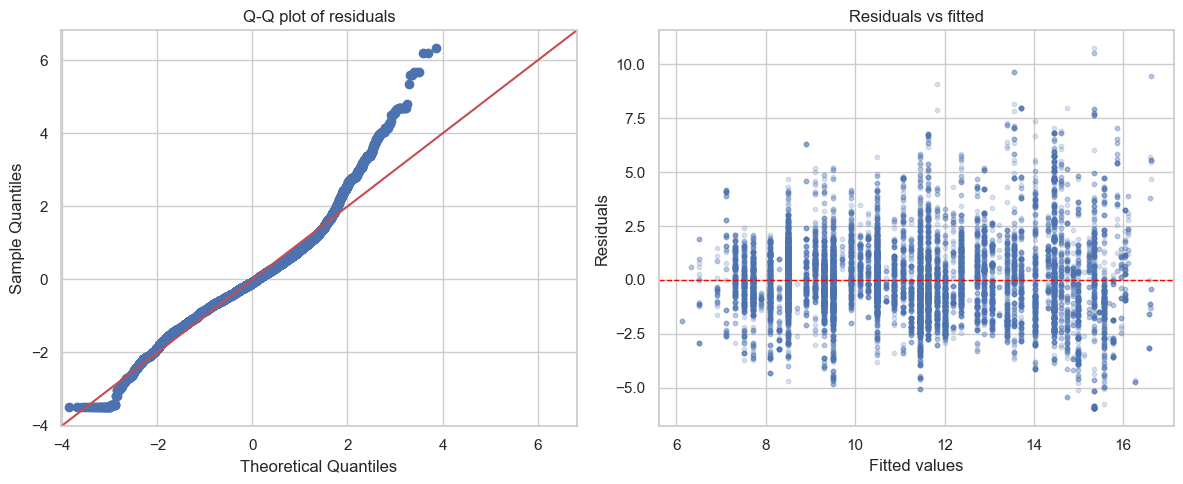 Q-Q plot of residuals
6
4
2
0
−2
−4
−4 −2 0 2 4 6
Sample Quantiles
Theoretical Quantiles
Residuals vs fitted
10.0
7.5
5.0
2.5
0.0
−2.5
−5.0
6 8 10 12 14 16
Residuals
Fitted values